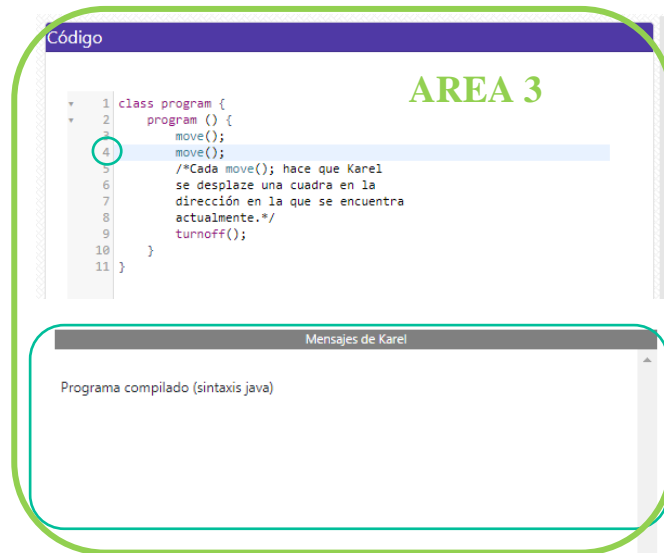 Código
AREA 3
1 class program {
2 program () {
3 move();
4 move();
5 /*Cada move(); hace que Karel
6 se desplaze una cuadra en la
7 dirección en la que se encuentra
8 actualmente.*/
9 turnoff();
10 }
11 }
Mensajes de Karel
Programa compilado (sintaxis java)